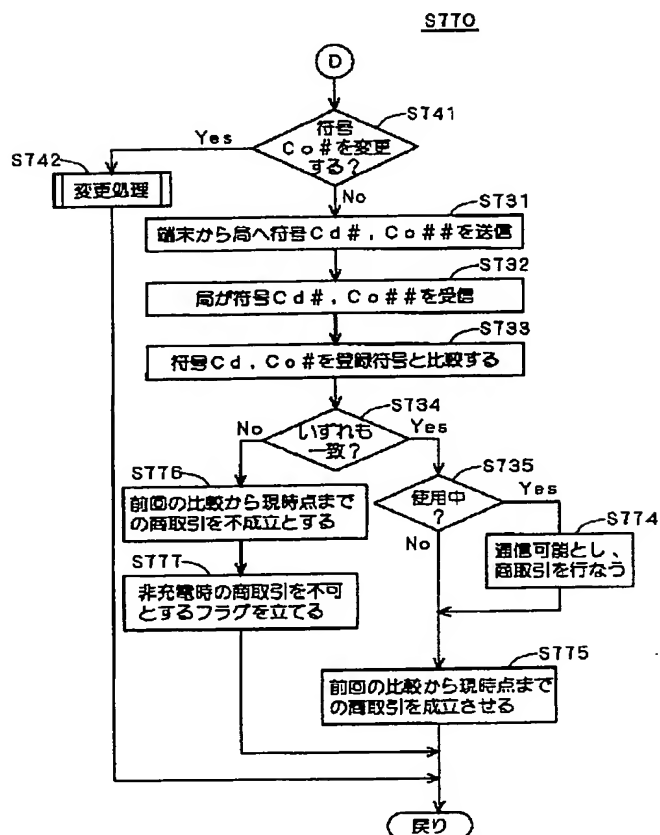 S770
D
S741
符号
Co#を変更
する?
Yes
S742
変更処理
No
S731
端末から局へ符号Cd#,Co##を送信
S732
局が符号Cd#,Co##を受信
S733
符号Cd,Co#を登録符号と比較する
S734
No
いずれも
一致?
Yes
S776
前回の比較から現時点まで
の商取引を不成立とする
S735
使用中
?
Yes
S774
通信可能とし、
商取引を行なう
No
S777
非充電時の商取引を不可
とするフラグを立てる
S775
前回の比較から現時点まで
の商取引を成立させる
戻り